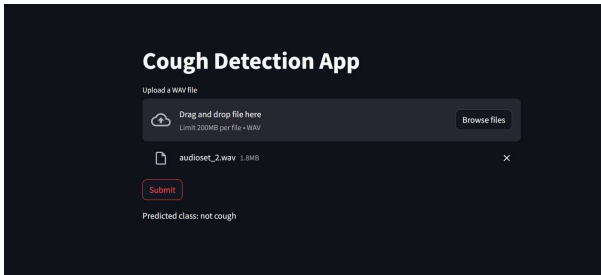 Cough Detection App
Upload a WAV file
Drag and drop file here
Limit 200MB per file • WAV
Browse files
audioset_2.wav 1.8MB
Submit
Predicted class: not cough